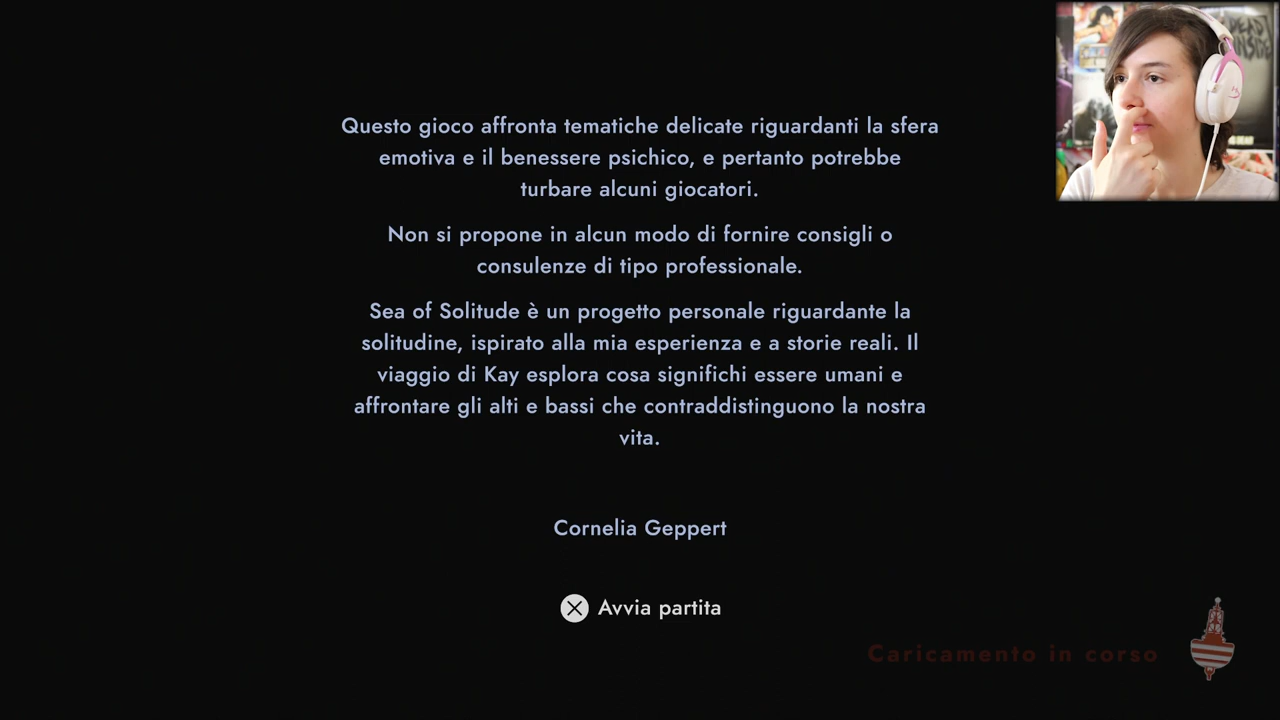 Questo gioco affronta tematiche delicate riguardanti la sfera
emotiva e il benessere psichico, e pertanto potrebbe
turbare alcuni giocatori.
Non si propone in alcun modo di fornire consigli o
consulenze di tipo professionale.
Sea of Solitude è un progetto personale riguardante la
solitudine, ispirato alla mia esperienza e a storie reali. Il
viaggio di Kay esplora cosa significhi essere umani e
affrontare gli alti e bassi che contraddistinguono la nostra
vita.
Cornelia Geppert
Avvia partita
Caricamento in corso